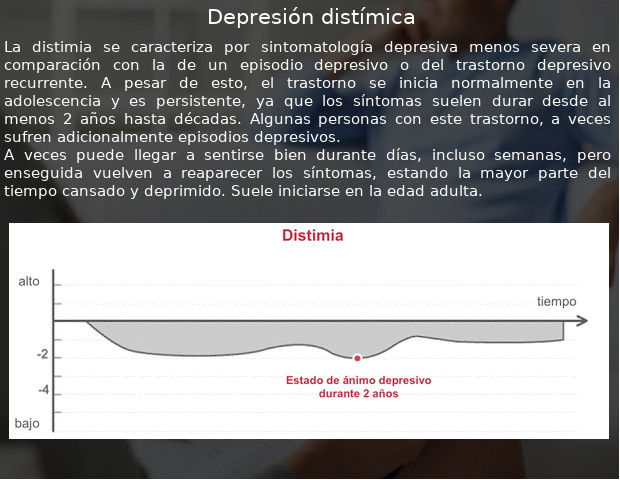 Depresión distímica
La distimia se caracteriza por sintomatología depresiva menos severa en
comparación con la de un episodio depresivo o del trastorno depresivo
recurrente. A pesar de esto, el trastorno se inicia normalmente en la
adolescencia y es persistente, ya que los síntomas suelen durar desde al
menos 2 años hasta décadas. Algunas personas con este trastorno, a veces
sufren adicionalmente episodios depresivos.
A veces puede llegar a sentirse bien durante días, incluso semanas, pero
enseguida vuelven a reaparecer los síntomas, estando la mayor parte del
tiempo cansado y deprimido. Suele iniciarse en la edad adulta.
Distimia
alto
tiempo
-2
Estado de ánimo depresivo
durante 2 años
-4
bajo